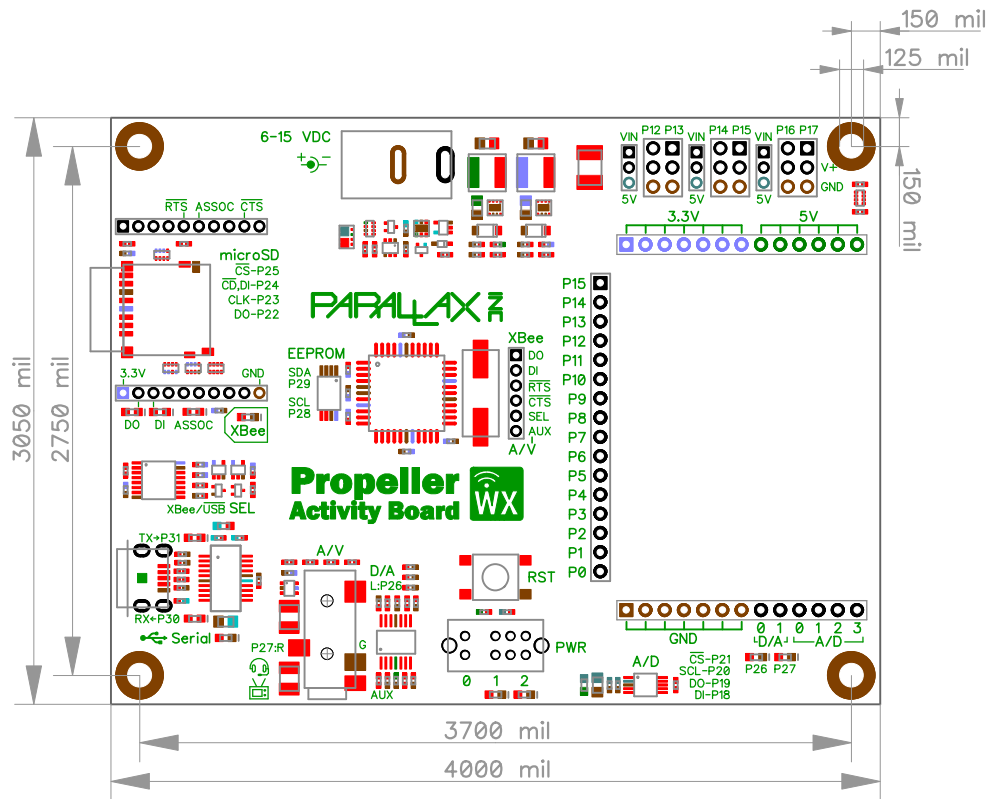 150 mil
125 mil
6-15 VDC
VIN P12 P13 VIN P14 P15 VIN P16 P17
V+
GND
5V 5V 5V
150 mil
RTS ASSOC CTS
3.3V 5V
microSD
CS-P25
CD,DI-P24
CLK-P23
DO-P22
PARALLAX INC
P15
P14
P13
P12
P11
P10
P9
P8
P7
P6
P5
P4
P3
P2
P1
P0
3050 mil
2750 mil
EEPROM
SDA
P29
SCL
P28
XBee
DO
DI
RTS
CTS
SEL
AUX
A/V
3.3V GND
DO DI ASSOC
XBee
XBee/USB SEL
Propeller
Activity Board
WX
TX→P31
RX←P30
Serial
A/V
D/A
L:P26
P27:R
G
AUX
RST
PWR
0 1 2
GND
0 1 0 1 2 3
D/A A/D
P26 P27
A/D
CS-P21
SCL-P20
DO-P19
DI-P18
3700 mil
4000 mil